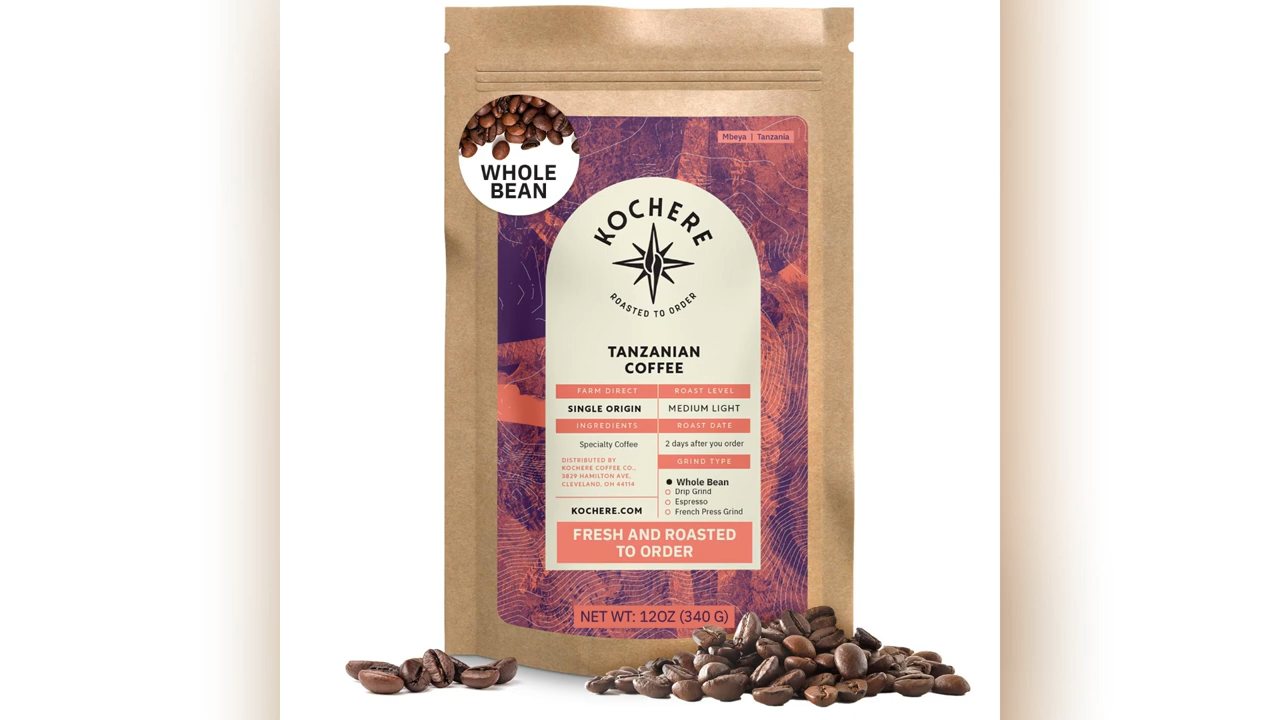 Mbeya | Tanzania
WHOLE
BEAN
KOCHERE
ROASTED TO ORDER
TANZANIAN
COFFEE
FARM DIRECT
ROAST LEVEL
SINGLE ORIGIN
MEDIUM LIGHT
INGREDIENTS
ROAST DATE
Specialty Coffee
2 days after you order
DISTRIBUTED BY
KOCHERE COFFEE CO.,
3829 HAMILTON AVE,
CLEVELAND, OH 44114
GRIND TYPE
Whole Bean
Drip Grind
Espresso
French Press Grind
KOCHERE.COM
FRESH AND ROASTED
TO ORDER
NET WT: 12OZ (340 G)